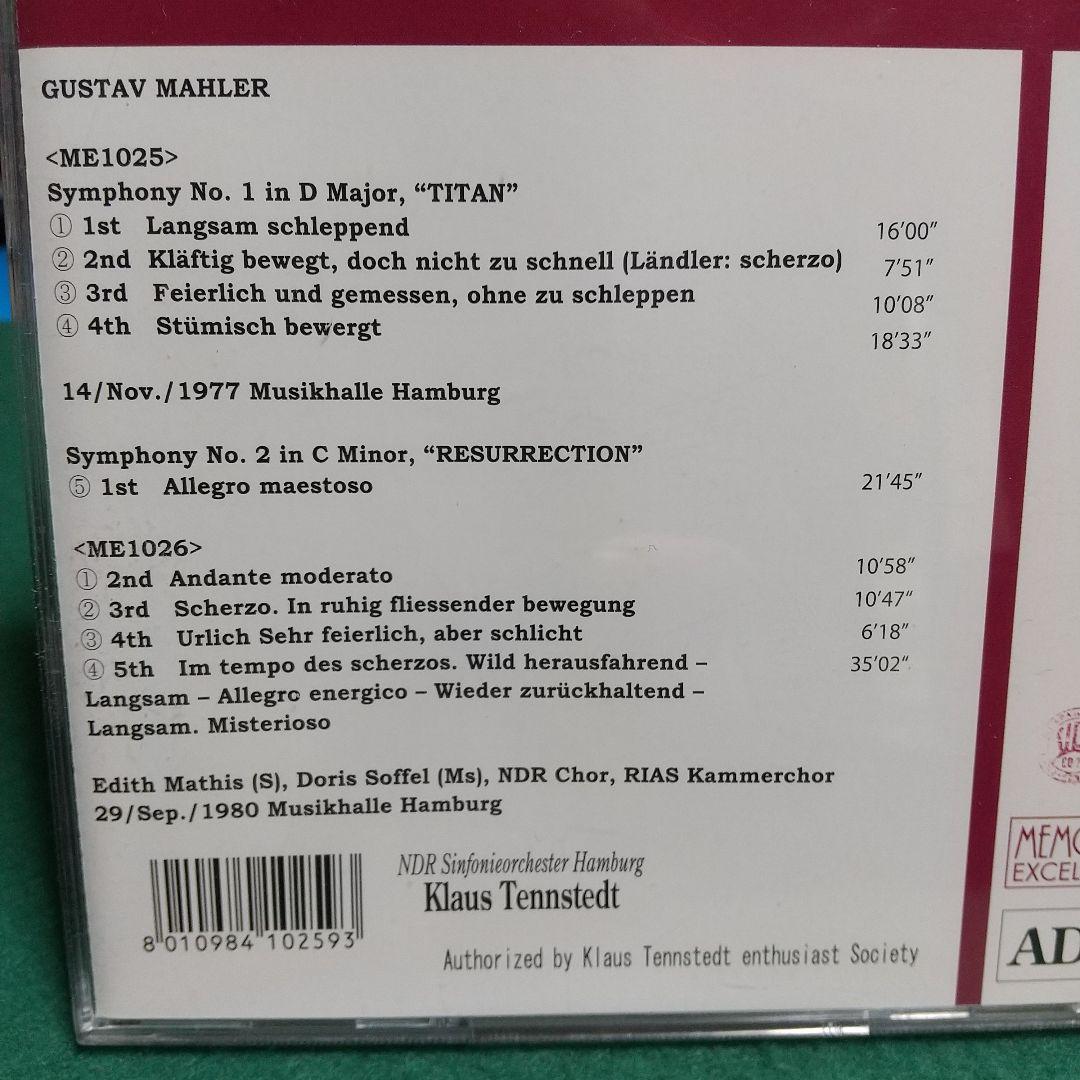 GUSTAV MAHLER
<ME1025>
Symphony No. 1 in D Major, “TITAN”
① 1st Langsam schleppend 16’00”
② 2nd Kläftig bewegt, doch nicht zu schnell (Ländler: scherzo) 7’51”
③ 3rd Feierlich und gemessen, ohne zu schleppen 10’08”
④ 4th Stümisch bewergt 18’33”
14/Nov./1977 Musikhalle Hamburg
Symphony No. 2 in C Minor, “RESURRECTION”
⑤ 1st Allegro maestoso 21’45”
<ME1026>
① 2nd Andante moderato 10’58”
② 3rd Scherzo. In ruhig fliessender bewegung 10’47“
③ 4th Urlich Sehr feierlich, aber schlicht 6’18”
④ 5th Im tempo des scherzos. Wild herausfahrend – 35’02“
Langsam – Allegro energico – Wieder zurückhaltend –
Langsam. Misterioso
Edith Mathis (S), Doris Soffel (Ms), NDR Chor, RIAS Kammerchor
29/Sep./1980 Musikhalle Hamburg
NDR Sinfonieorchester Hamburg
Klaus Tennstedt
8 010984 102593
Authorized by Klaus Tennstedt enthusiast Society
MEMO
EXCEL
AD